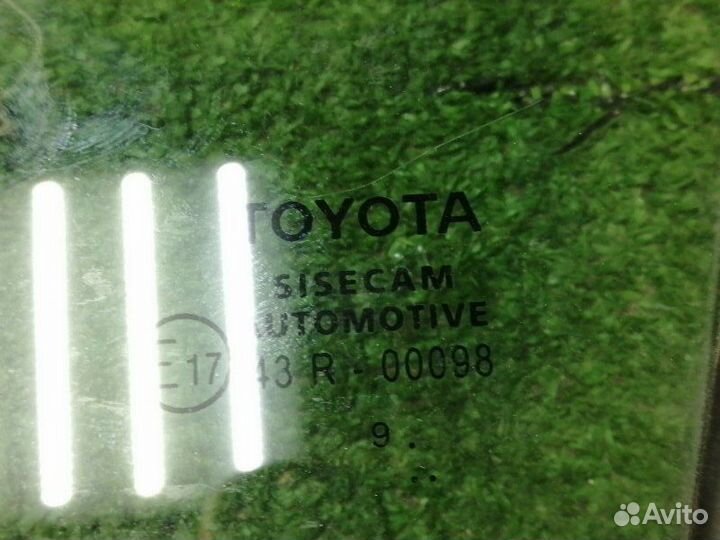 TOYOTA
SISECAM
AUTOMOTIVE
E17 43 R - 00098
9 .
..
Avito